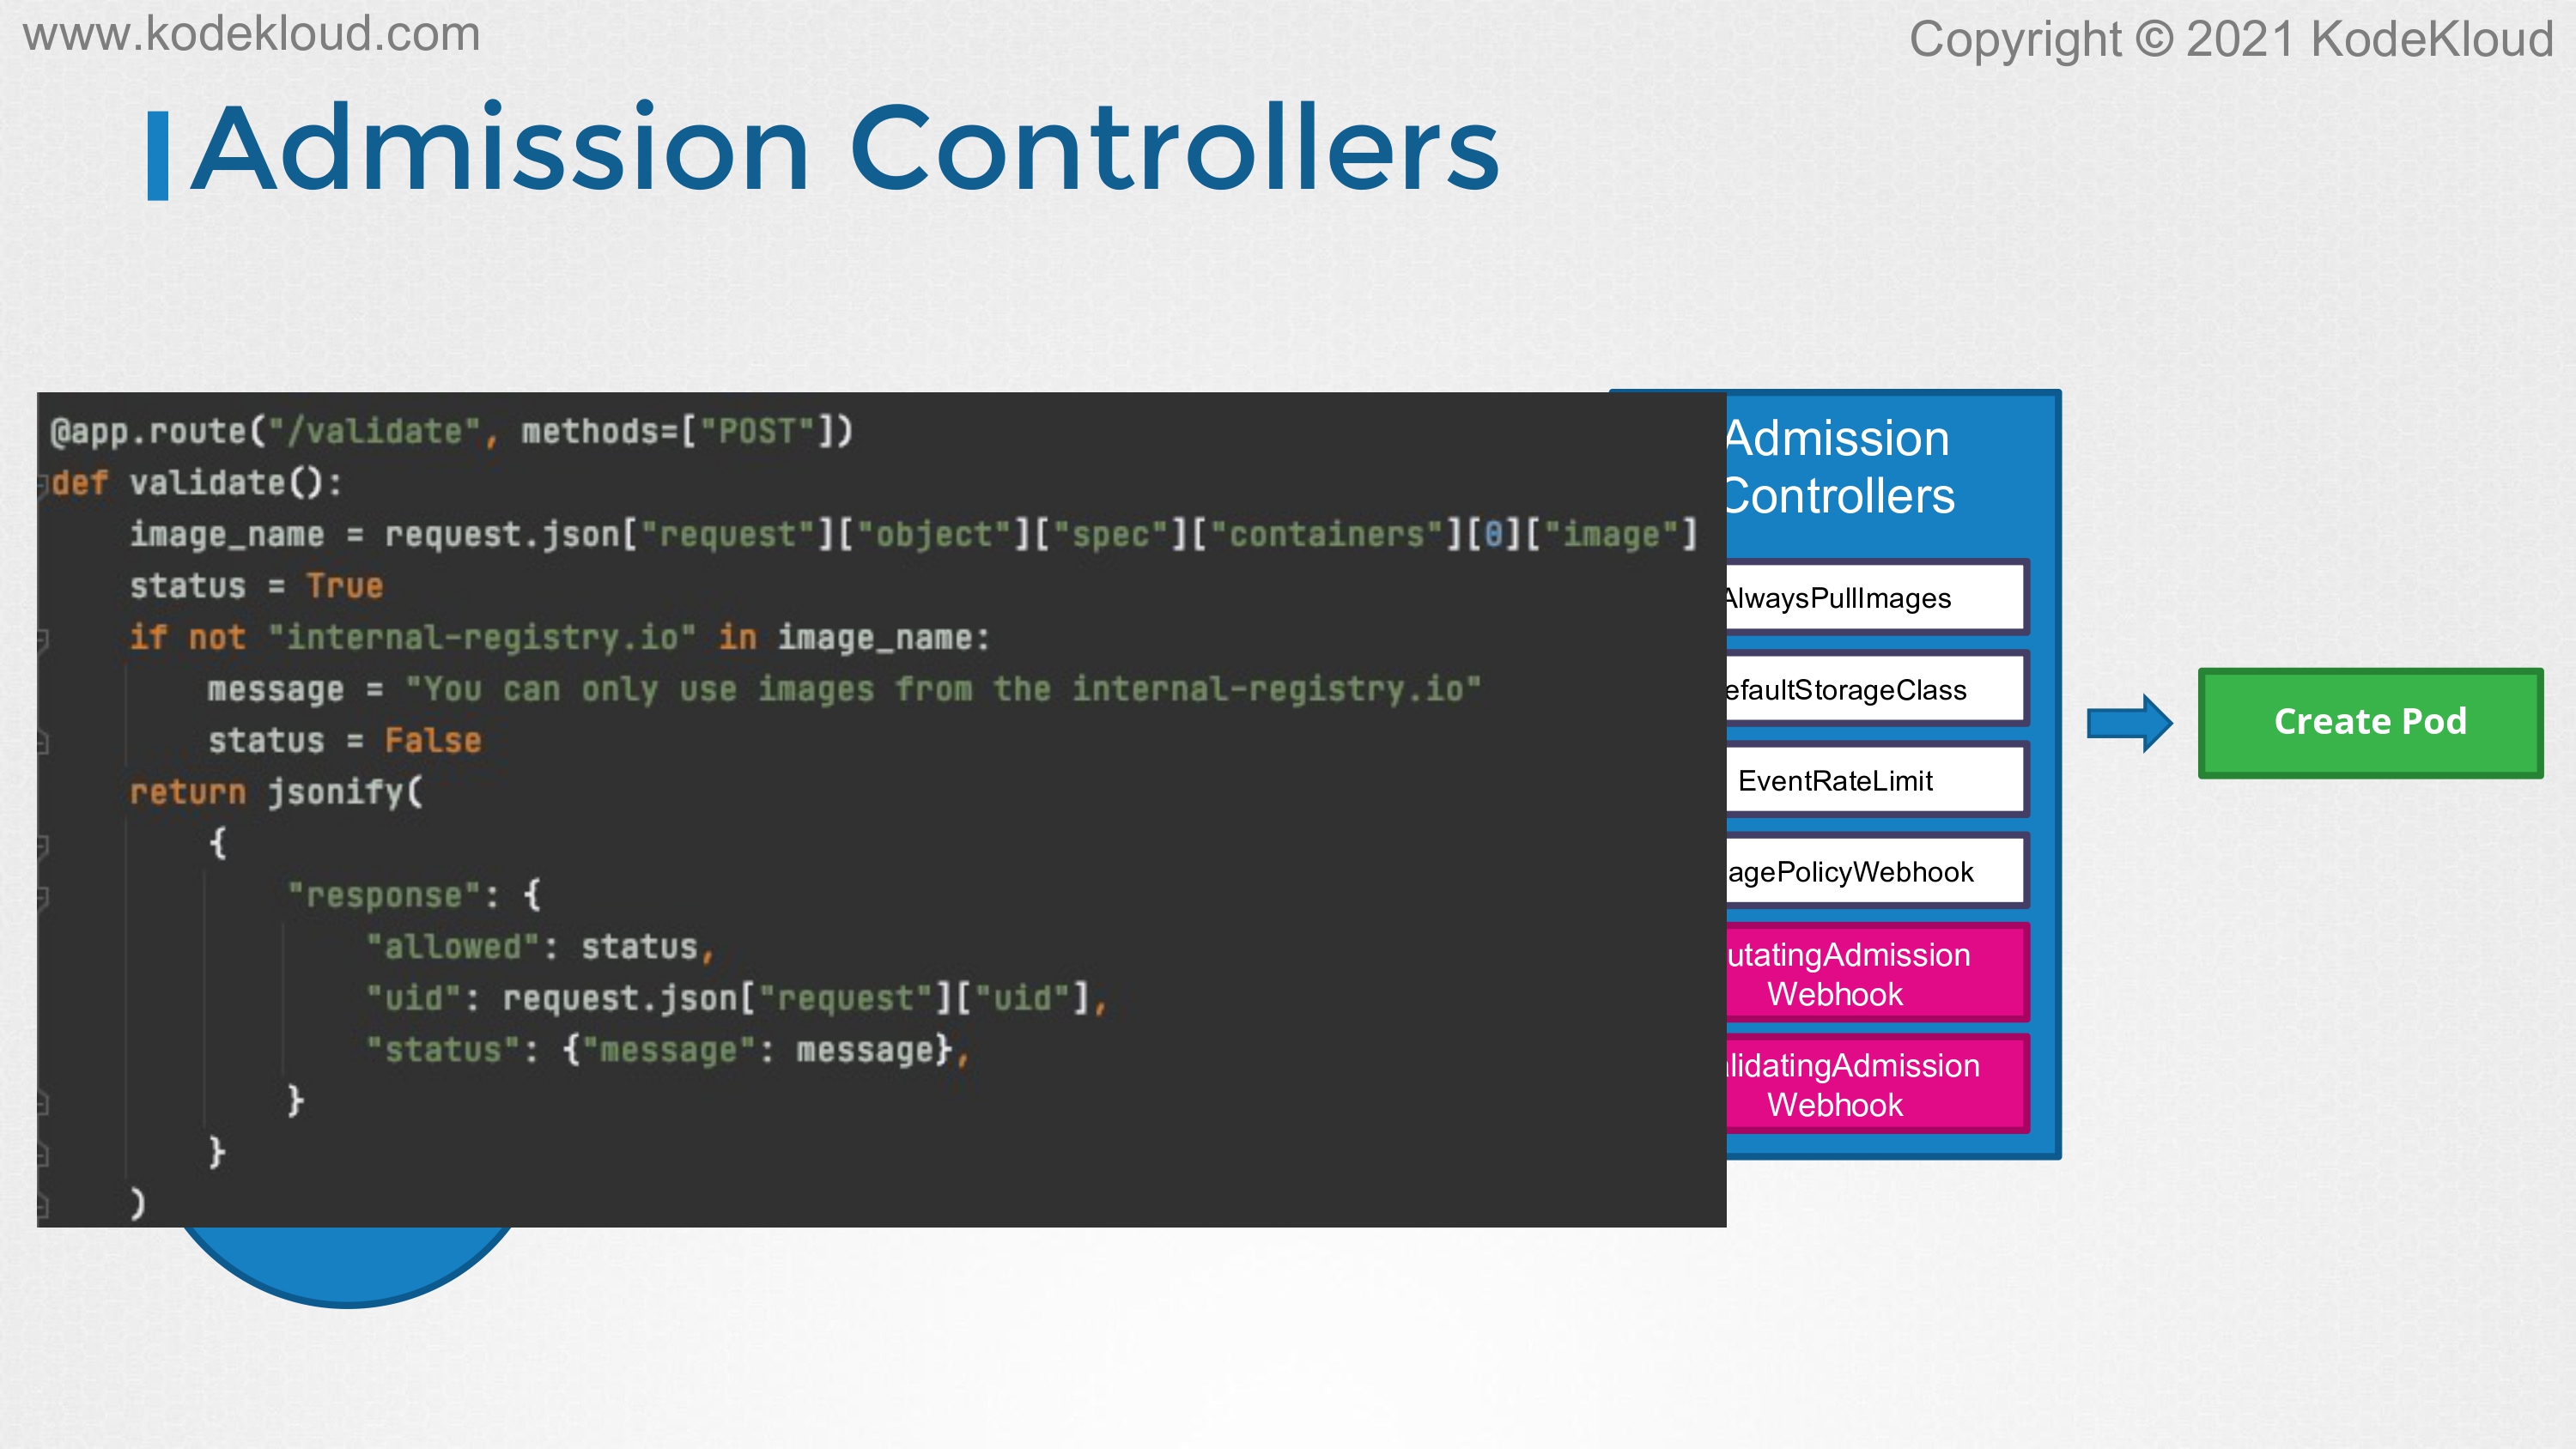 www.kodekloud.com
Copyright © 2021 KodeKloud
Admission Controllers
@app.route("/validate", methods=["POST"])
def validate():
    image_name = request.json["request"]["object"]["spec"]["containers"][0]["image"]
    status = True
    if not "internal-registry.io" in image_name:
        message = "You can only use images from the internal-registry.io"
        status = False
    return jsonify(
        {
            "response": {
                "allowed": status,
                "uid": request.json["request"]["uid"],
                "status": {"message": message},
            }
        }
    )
Admission
Controllers
AlwaysPullImages
efaultStorageClass
EventRateLimit
agePolicyWebhook
utatingAdmission
Webhook
lidatingAdmission
Webhook
Create Pod